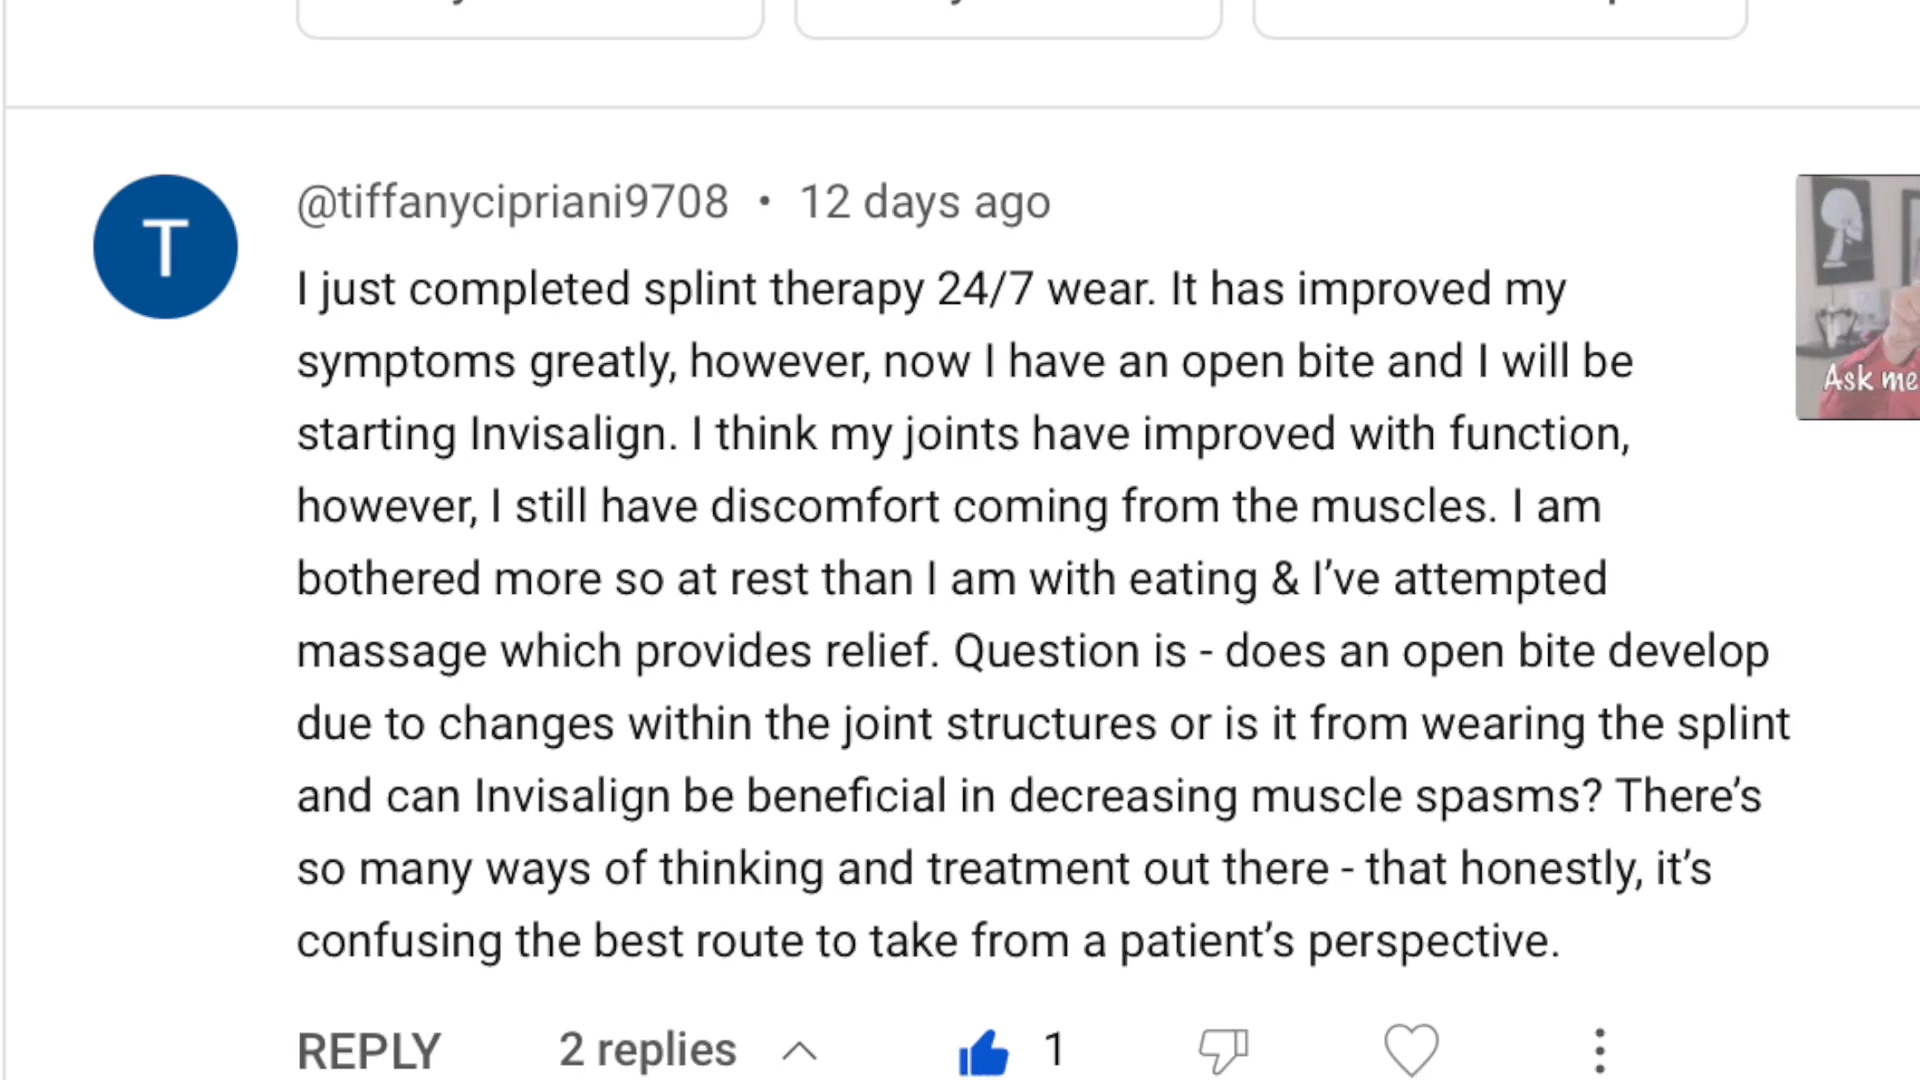 @tiffanycipriani9708 • 12 days ago
T
I just completed splint therapy 24/7 wear. It has improved my
symptoms greatly, however, now I have an open bite and I will be
starting Invisalign. I think my joints have improved with function,
however, I still have discomfort coming from the muscles. I am
bothered more so at rest than I am with eating & I’ve attempted
massage which provides relief. Question is - does an open bite develop
due to changes within the joint structures or is it from wearing the splint
and can Invisalign be beneficial in decreasing muscle spasms? There’s
so many ways of thinking and treatment out there - that honestly, it’s
confusing the best route to take from a patient’s perspective.
Ask me
REPLY 2 replies 1